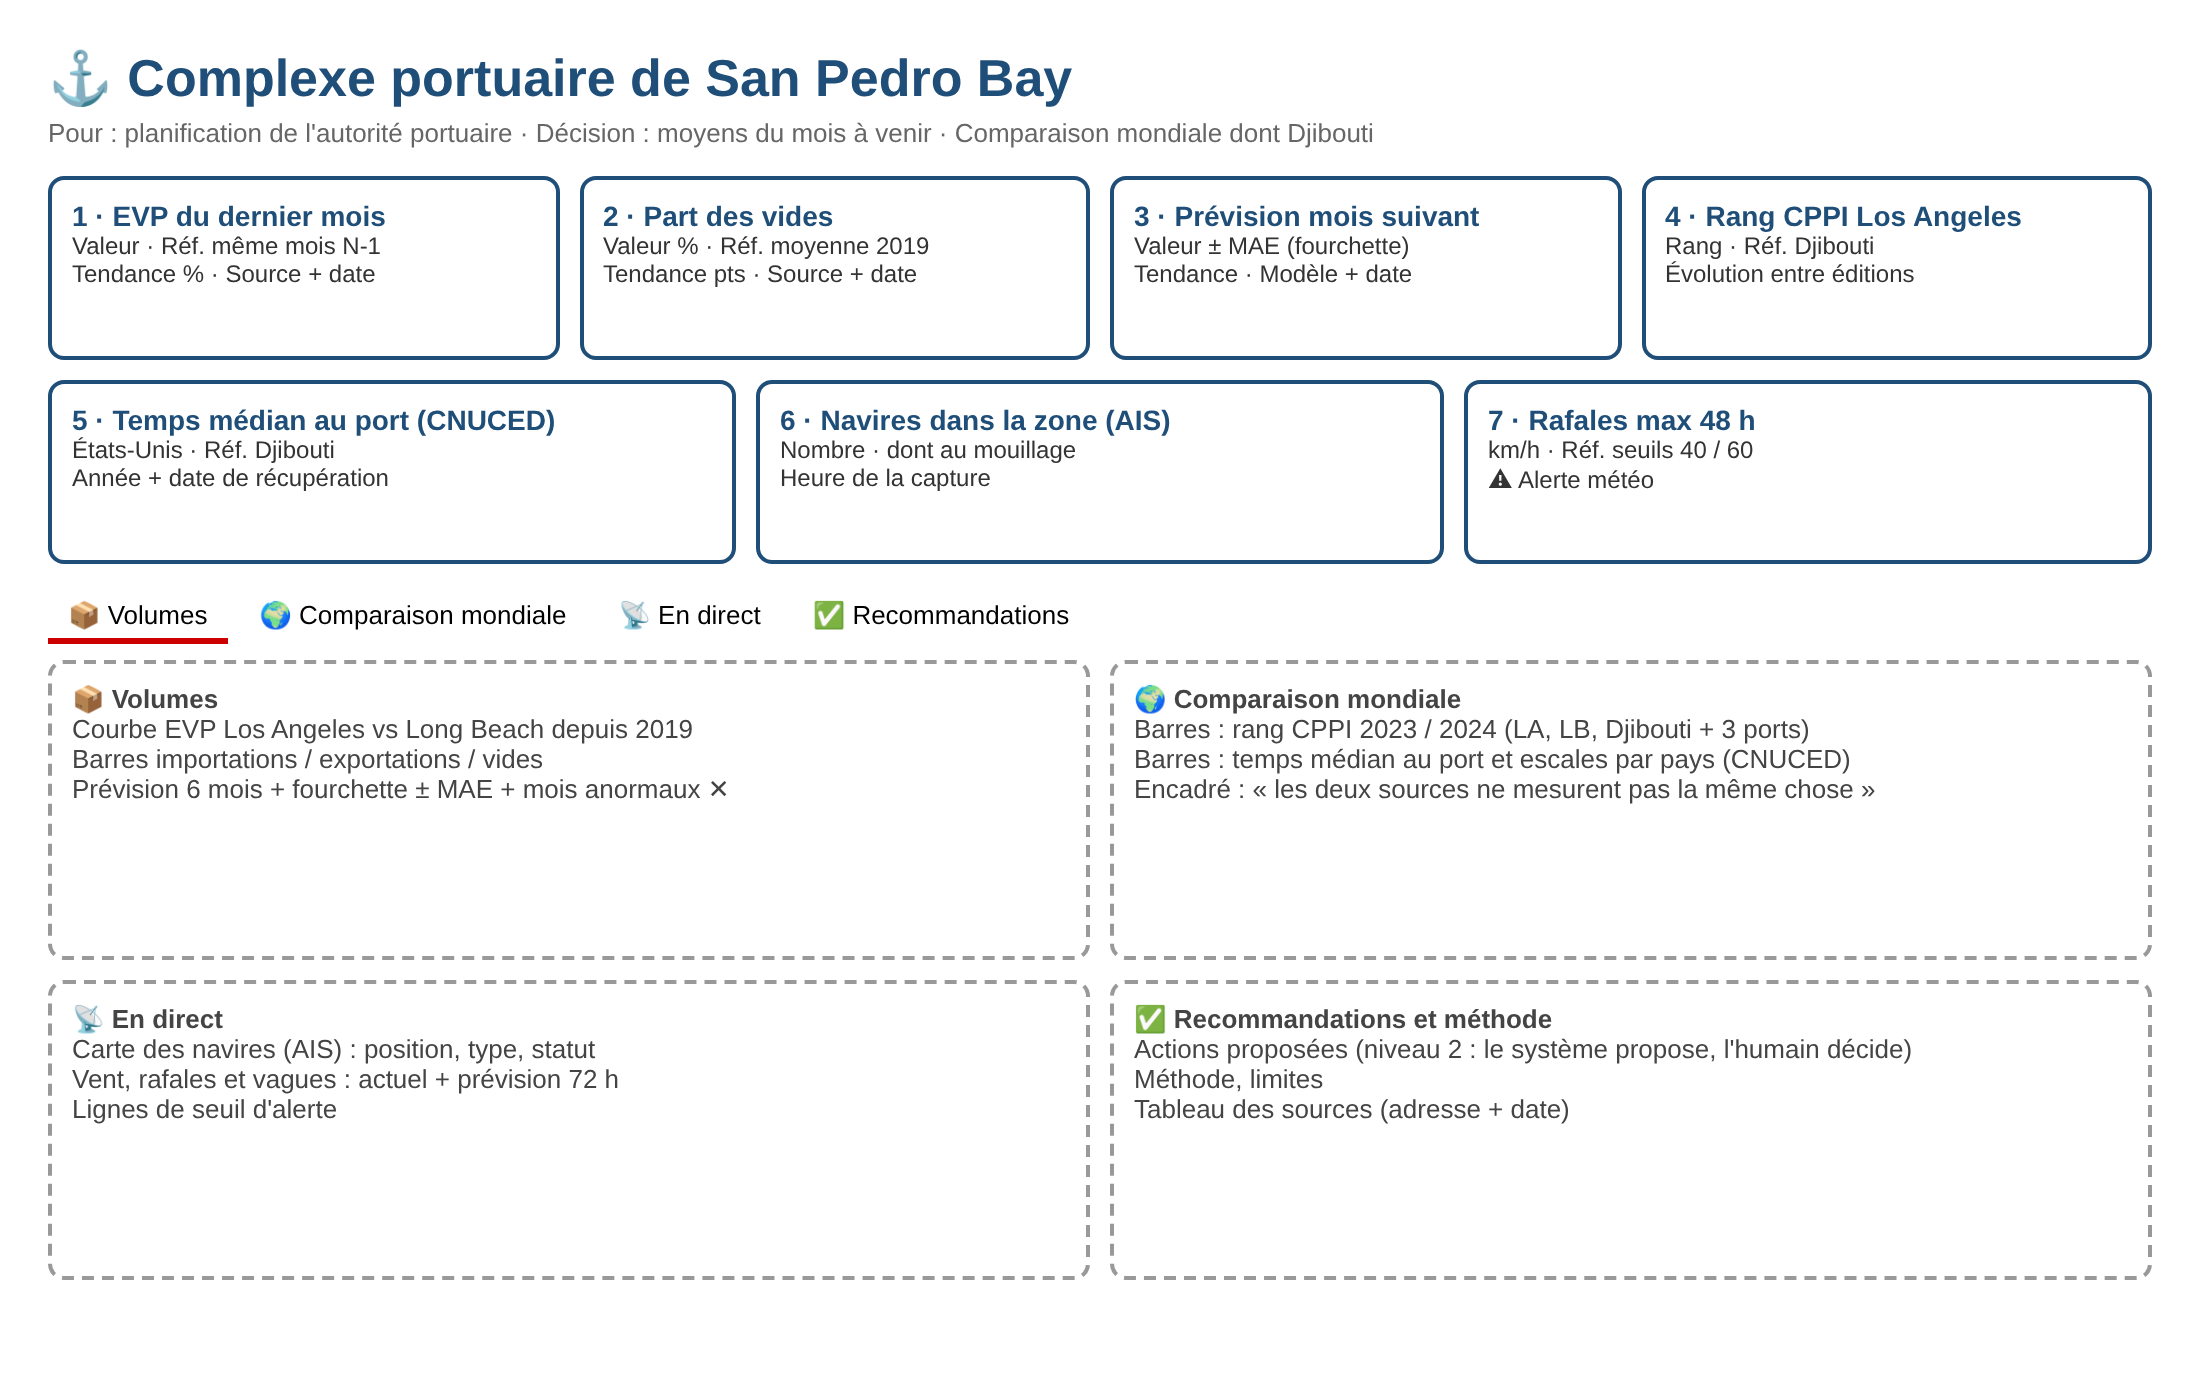 ⚓ Complexe portuaire de San Pedro Bay
Pour : planification de l'autorité portuaire · Décision : moyens du mois à venir · Comparaison mondiale dont Djibouti
1 · EVP du dernier mois
Valeur · Réf. même mois N-1
Tendance % · Source + date
2 · Part des vides
Valeur % · Réf. moyenne 2019
Tendance pts · Source + date
3 · Prévision mois suivant
Valeur ± MAE (fourchette)
Tendance · Modèle + date
4 · Rang CPPI Los Angeles
Rang · Réf. Djibouti
Évolution entre éditions
5 · Temps médian au port (CNUCED)
États-Unis · Réf. Djibouti
Année + date de récupération
6 · Navires dans la zone (AIS)
Nombre · dont au mouillage
Heure de la capture
7 · Rafales max 48 h
km/h · Réf. seuils 40 / 60
⚠ Alerte météo
📦 Volumes
🌍 Comparaison mondiale
📡 En direct
✅ Recommandations
📦 Volumes
Courbe EVP Los Angeles vs Long Beach depuis 2019
Barres importations / exportations / vides
Prévision 6 mois + fourchette ± MAE + mois anormaux ✕
🌍 Comparaison mondiale
Barres : rang CPPI 2023 / 2024 (LA, LB, Djibouti + 3 ports)
Barres : temps médian au port et escales par pays (CNUCED)
Encadré : « les deux sources ne mesurent pas la même chose »
📡 En direct
Carte des navires (AIS) : position, type, statut
Vent, rafales et vagues : actuel + prévision 72 h
Lignes de seuil d'alerte
✅ Recommandations et méthode
Actions proposées (niveau 2 : le système propose, l'humain décide)
Méthode, limites
Tableau des sources (adresse + date)